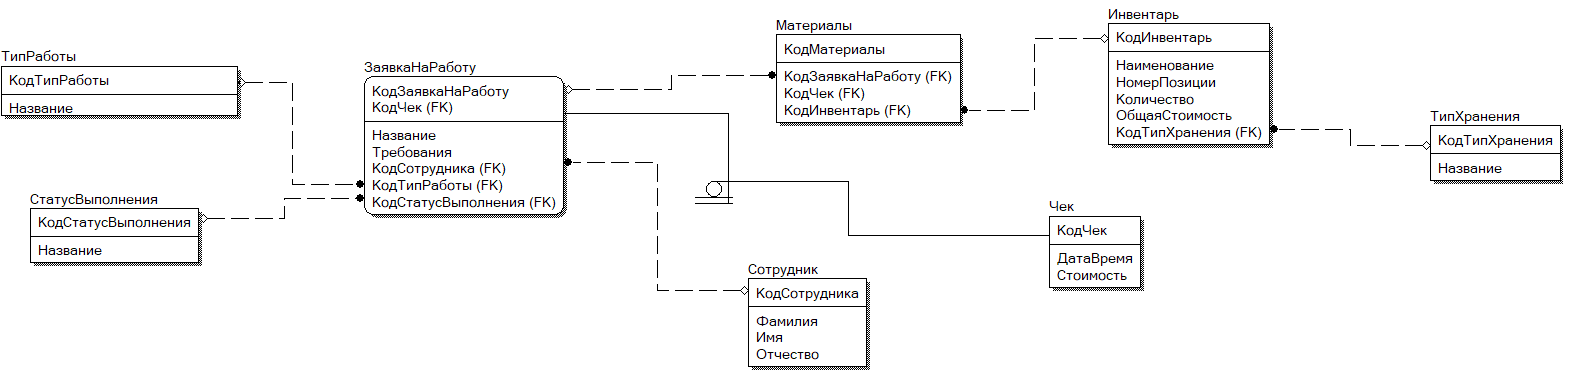 ТипРаботы
КодТипРаботы
Название
СтатусВыполнения
КодСтатусВыполнения
Название
ЗаявкаНаРаботу
КодЗаявкаНаРаботу
КодЧек (FK)
Название
Требования
КодСотрудника (FK)
КодТипРаботы (FK)
КодСтатусВыполнения (FK)
Материалы
КодМатериалы
КодЗаявкаНаРаботу (FK)
КодЧек (FK)
КодИнвентарь (FK)
Сотрудник
КодСотрудника
Фамилия
Имя
Отчество
Инвентарь
КодИнвентарь
Наименование
НомерПозиции
Количество
ОбщаяСтоимость
КодТипХранения (FK)
Чек
КодЧек
ДатаВремя
Стоимость
ТипХранения
КодТипХранения
Название